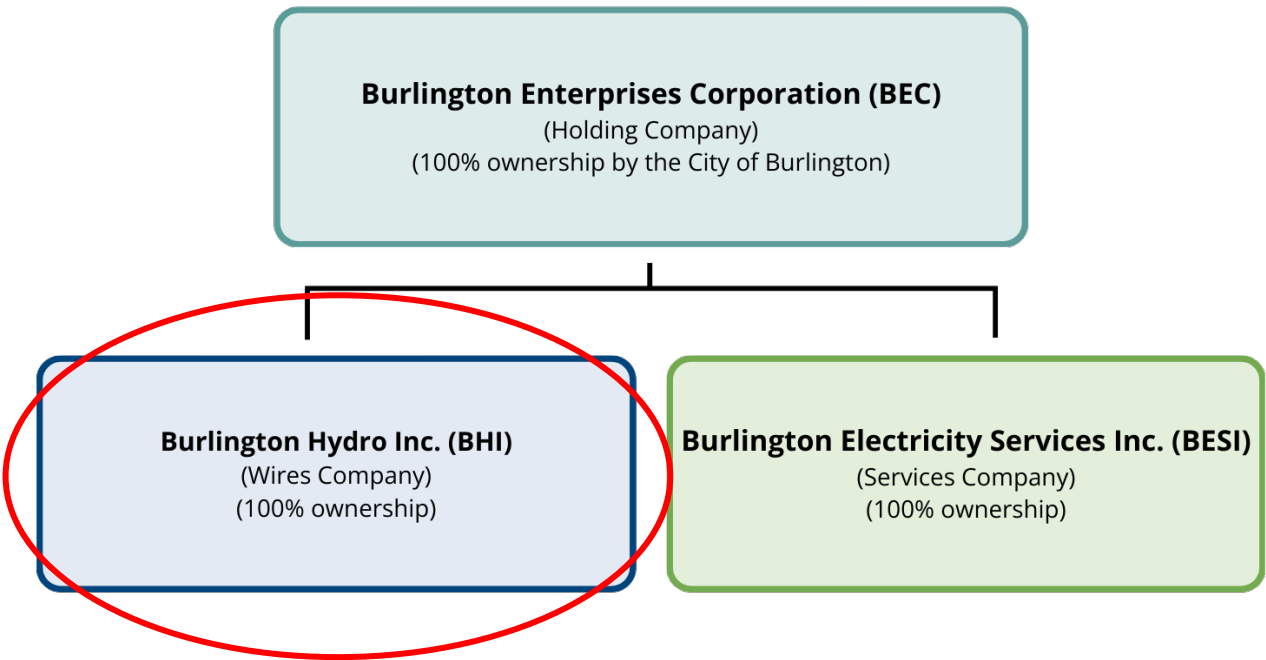 Burlington Enterprises Corporation (BEC)
(Holding Company)
(100% ownership by the City of Burlington)
Burlington Hydro Inc. (BHI)
(Wires Company)
(100% ownership)
Burlington Electricity Services Inc. (BESI)
(Services Company)
(100% ownership)